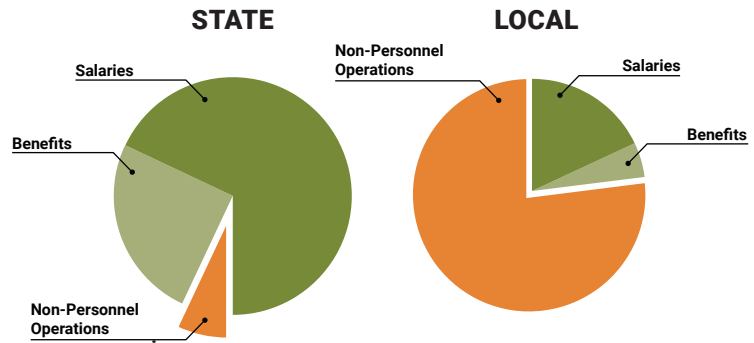 STATE
Salaries
Benefits
Non-Personnel
Operations
LOCAL
Non-Personnel
Operations
Salaries
Benefits